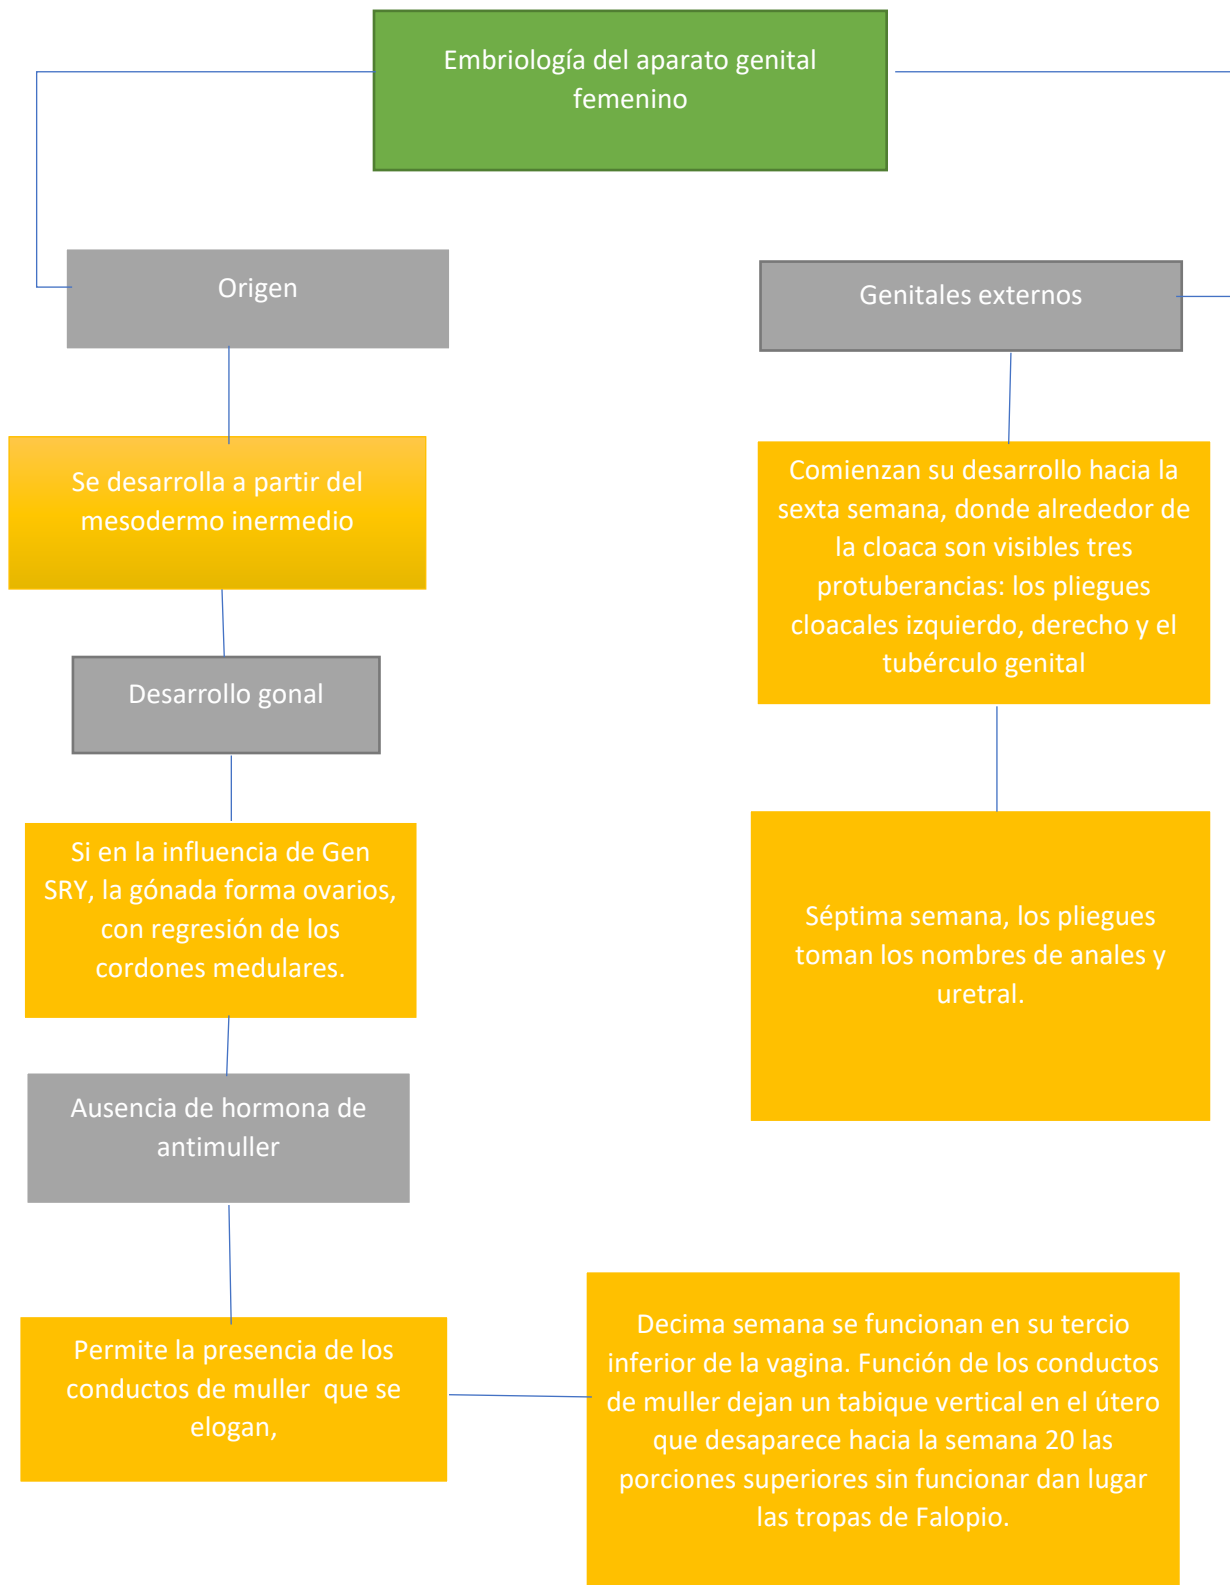 Embriología del aparato genital
femenino
Origen
Se desarrolla a partir del
mesodermo inermedio
Desarrollo gonal
Si en la influencia de Gen
SRY, la gónada forma ovarios,
con regresión de los
cordones medulares.
Ausencia de hormona de
antimuller
Permite la presencia de los
conductos de muller  que se
elogan,
Decima semana se funcionan en su tercio
inferior de la vagina. Función de los conductos
de muller dejan un tabique vertical en el útero
que desaparece hacia la semana 20 las
porciones superiores sin funcionar dan lugar
las tropas de Falopio.
Genitales externos
Comienzan su desarrollo hacia la
sexta semana, donde alrededor de
la cloaca son visibles tres
protuberancias: los pliegues
cloacales izquierdo, derecho y el
tubérculo genital
Séptima semana, los pliegues
toman los nombres de anales y
uretral.